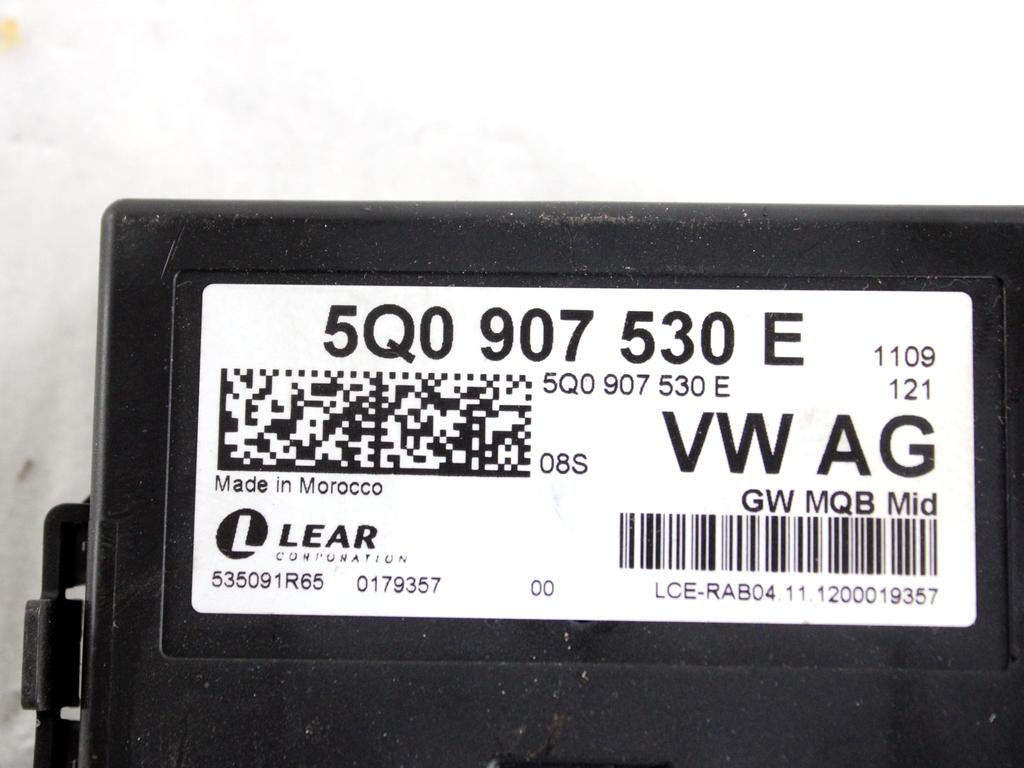 5Q0 907 530 E
1109
5Q0 907 530 E
121
VW AG
08S
Made in Morocco
GW MQB Mid
L LEAR
CORPORATION
535091R65 0179357 00 LCE-RAB04.11.1200019357